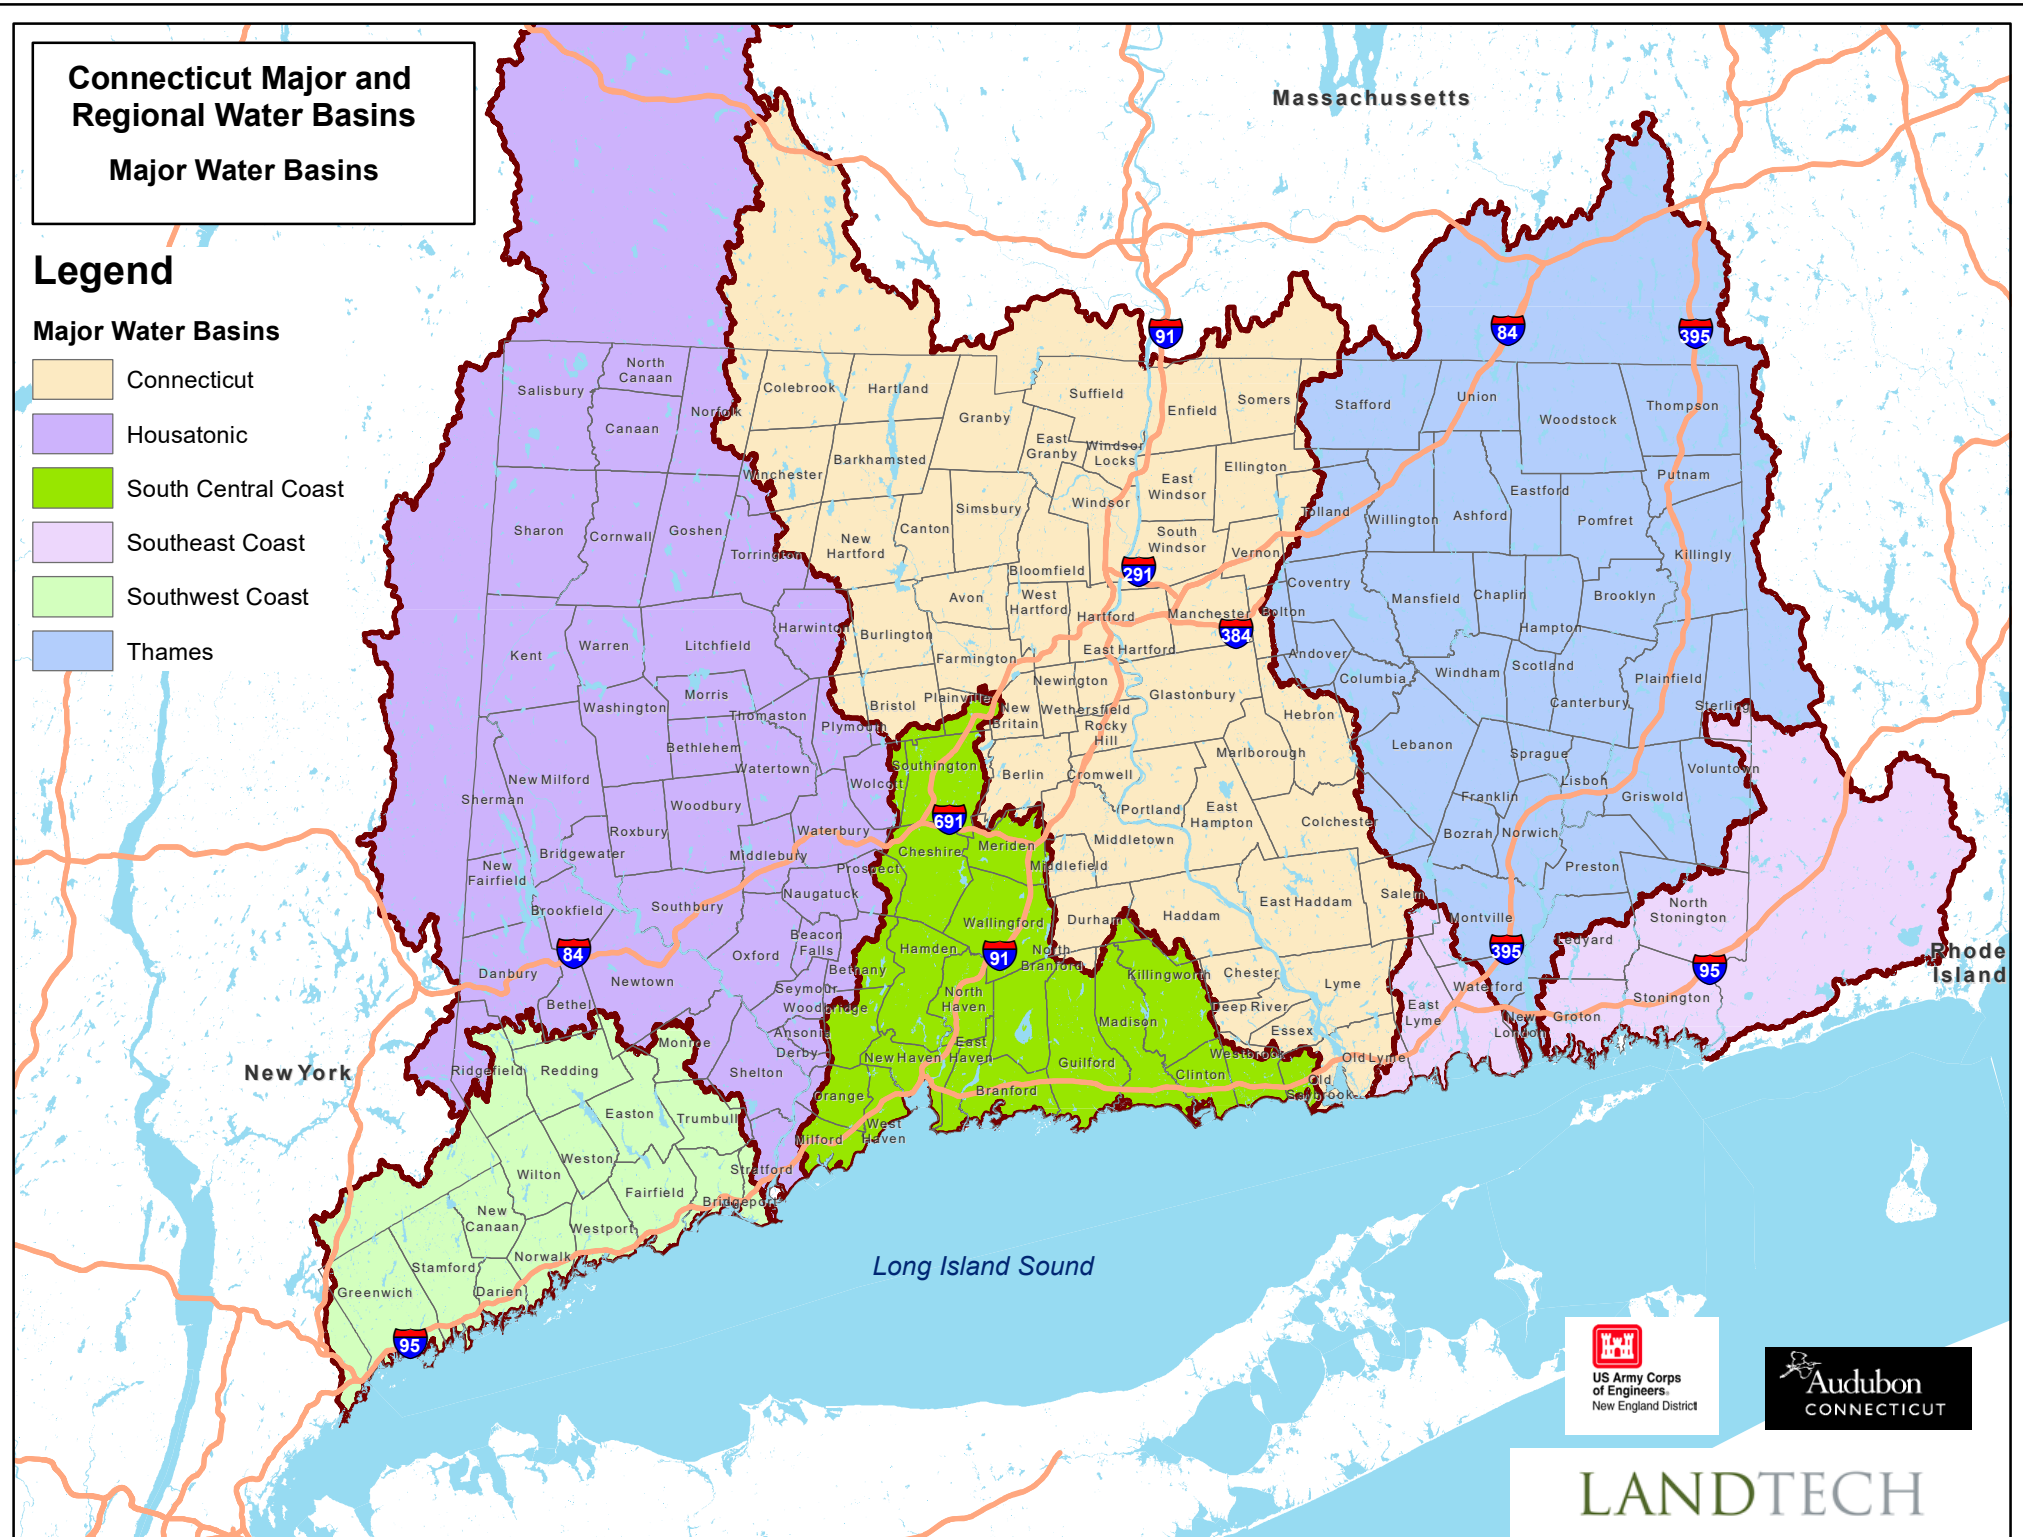 Connecticut Major and
Regional Water Basins
Major Water Basins
Legend
Major Water Basins
Connecticut
Housatonic
South Central Coast
Southeast Coast
Southwest Coast
Thames
Massachussetts
New York
Rhode
Island
Long Island Sound
91
84
395
291
384
691
84
91
395
95
95
Salisbury
North
Canaan
Canaan
Norfolk
Colebrook
Hartland
Granby
Suffield
Enfield
Somers
Stafford
Union
Woodstock
Thompson
East
Granby
Windsor
Locks
Winchester
Barkhamsted
Ellington
Putnam
East
Windsor
Eastford
Simsbury
Windsor
Tolland
Willington
Ashford
Pomfret
Sharon
Cornwall
Goshen
Torrington
New
Hartford
Canton
South
Windsor
Vernon
Killingly
Bloomfield
Coventry
Avon
West
Hartford
Hartford
Manchester
Bolton
Mansfield
Chaplin
Brooklyn
Harwinton
Burlington
Hampton
Kent
Warren
Litchfield
Farmington
East Hartford
Andover
Windham
Scotland
Columbia
Plainfield
Newington
Morris
Washington
Thomaston
Plymouth
Bristol
Plainville
New
Britain
Wethersfield
Rocky
Hill
Glastonbury
Hebron
Canterbury
Sterling
Bethlehem
Watertown
Southington
Berlin
Cromwell
Marlborough
Lebanon
Sprague
Lisbon
Voluntown
New Milford
Sherman
Wolcott
Woodbury
Portland
East
Hampton
Franklin
Griswold
Roxbury
Waterbury
Colchester
Bozrah
Norwich
Bridgewater
Middlebury
Cheshire
Meriden
Middletown
New
Fairfield
Prospect
Middlefield
Preston
Naugatuck
Brookfield
Southbury
Wallingford
Durham
Haddam
East Haddam
Salem
Montville
North
Stonington
Beacon
Falls
Hamden
Ledyard
Danbury
Newtown
Oxford
Bethany
North
Branford
Killingworth
Chester
Lyme
Seymour
Woodbridge
North
Haven
Waterford
Stonington
Bethel
Deep River
East
Lyme
New
London
Groton
Monroe
Ansonia
Derby
Madison
Essex
New Haven
East
Haven
Westbrook
Old Lyme
Ridgefield
Redding
Shelton
Guilford
Clinton
Old
Saybrook
Orange
Branford
Easton
Trumbull
Milford
West
Haven
Weston
Wilton
Stratford
Fairfield
Bridgeport
New
Canaan
Westport
Norwalk
Stamford
Darien
Greenwich
US Army Corps
of Engineers®
New England District
Audubon
CONNECTICUT
LANDTECH